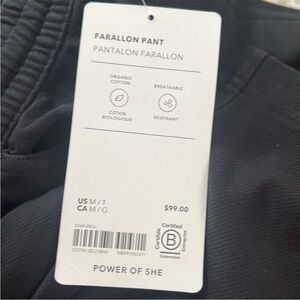 FARALLON PANT
PANTALON FARALLON
ORGANIC
COTTON
BREATHABLE
COTON
BIOLOGIQUE
RESPIRANT
US M / T
CA M / G
$99.00
Certified
B
Corporation
POWER OF SHE